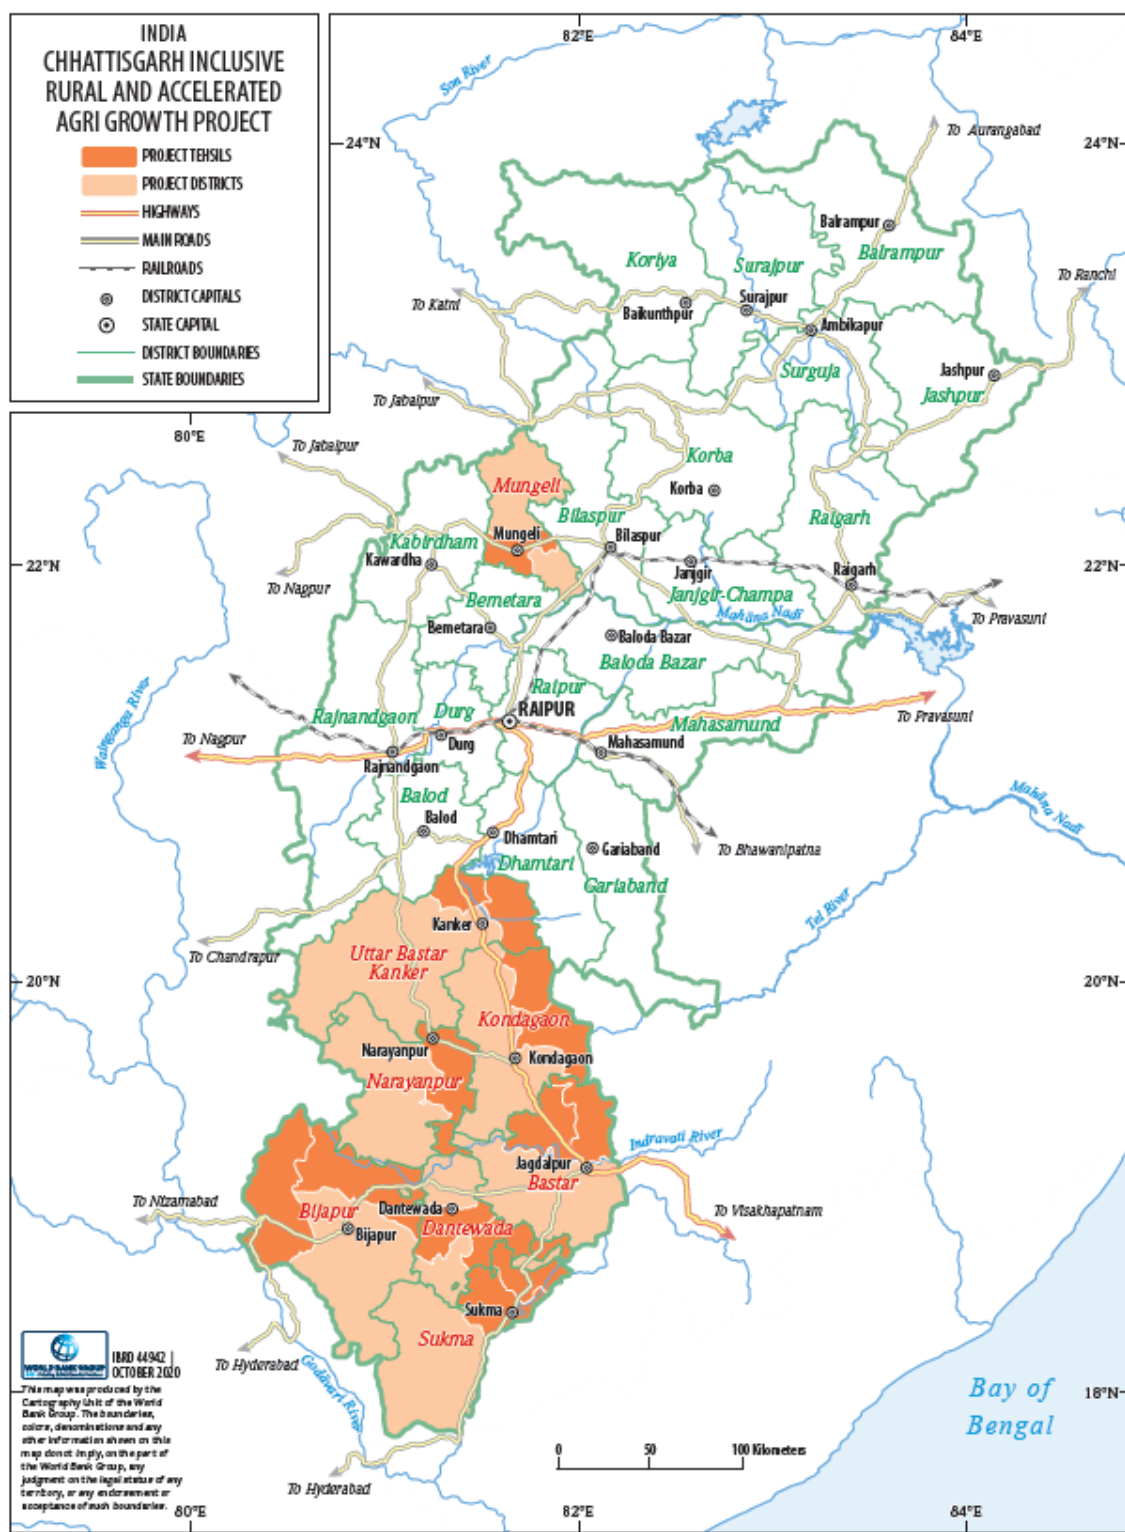 INDIA
CHHATTISGARH INCLUSIVE
RURAL AND ACCELERATED
AGRI GROWTH PROJECT
PROJECT TEHSILS
PROJECT DISTRICTS
HIGHWAYS
MAIN ROADS
RAILROADS
DISTRICT CAPITALS
STATE CAPITAL
DISTRICT BOUNDARIES
STATE BOUNDARIES
82°E
84°E
Son River
24°N
24°N
To Aurangabad
Balrampur
Balrampur
Koriya
Surajpur
To Ranchi
To Katni
Baikunthpur
Surajpur
Ambikapur
Surguja
Jashpur
Jashpur
To Jabalpur
80°E
To Jabalpur
Korba
Korba
Mungeli
Bilaspur
Raigarh
Mungeli
Bilaspur
Kabirdham
Kawardha
22°N
22°N
Janjgir
Raigarh
Janjgir-Champa
To Nagpur
Bemetara
Mahāna Nadi
To Pravasuni
Bemetara
Baloda Bazar
Baloda Bazar
Wainganga River
Raipur
RAIPUR
Rajnandgaon
Durg
Mahasamund
To Pravasuni
To Nagpur
Durg
Mahasamund
Rajnandgaon
Balod
Mahāna Nadi
Balod
Dhamtari
Gariaband
To Bhawanipatna
Dhamtari
Gariaband
Tel River
Kanker
To Chandrapur
Uttar Bastar
Kanker
20°N
20°N
Kondagaon
Narayanpur
Kondagaon
Narayanpur
Indravati River
Jagdalpur
Bastar
To Nizamabad
Bijapur
Dantewada
Dantewada
Bijapur
To Visakhapatnam
Sukma
Sukma
To Hyderabad
Godāvari River
Bay of
Bengal
18°N
WORLD BANK GROUP
IBRD 44942 |
OCTOBER 2020
This map was produced by the
Cartography Unit of the World
Bank Group. The boundaries,
colors, denominations and any
other information shown on this
map do not imply, on the part of
the World Bank Group, any
judgment on the legal status of any
territory, or any endorsement or
acceptance of such boundaries.
0 50 100 Kilometers
To Hyderabad
80°E
82°E
84°E